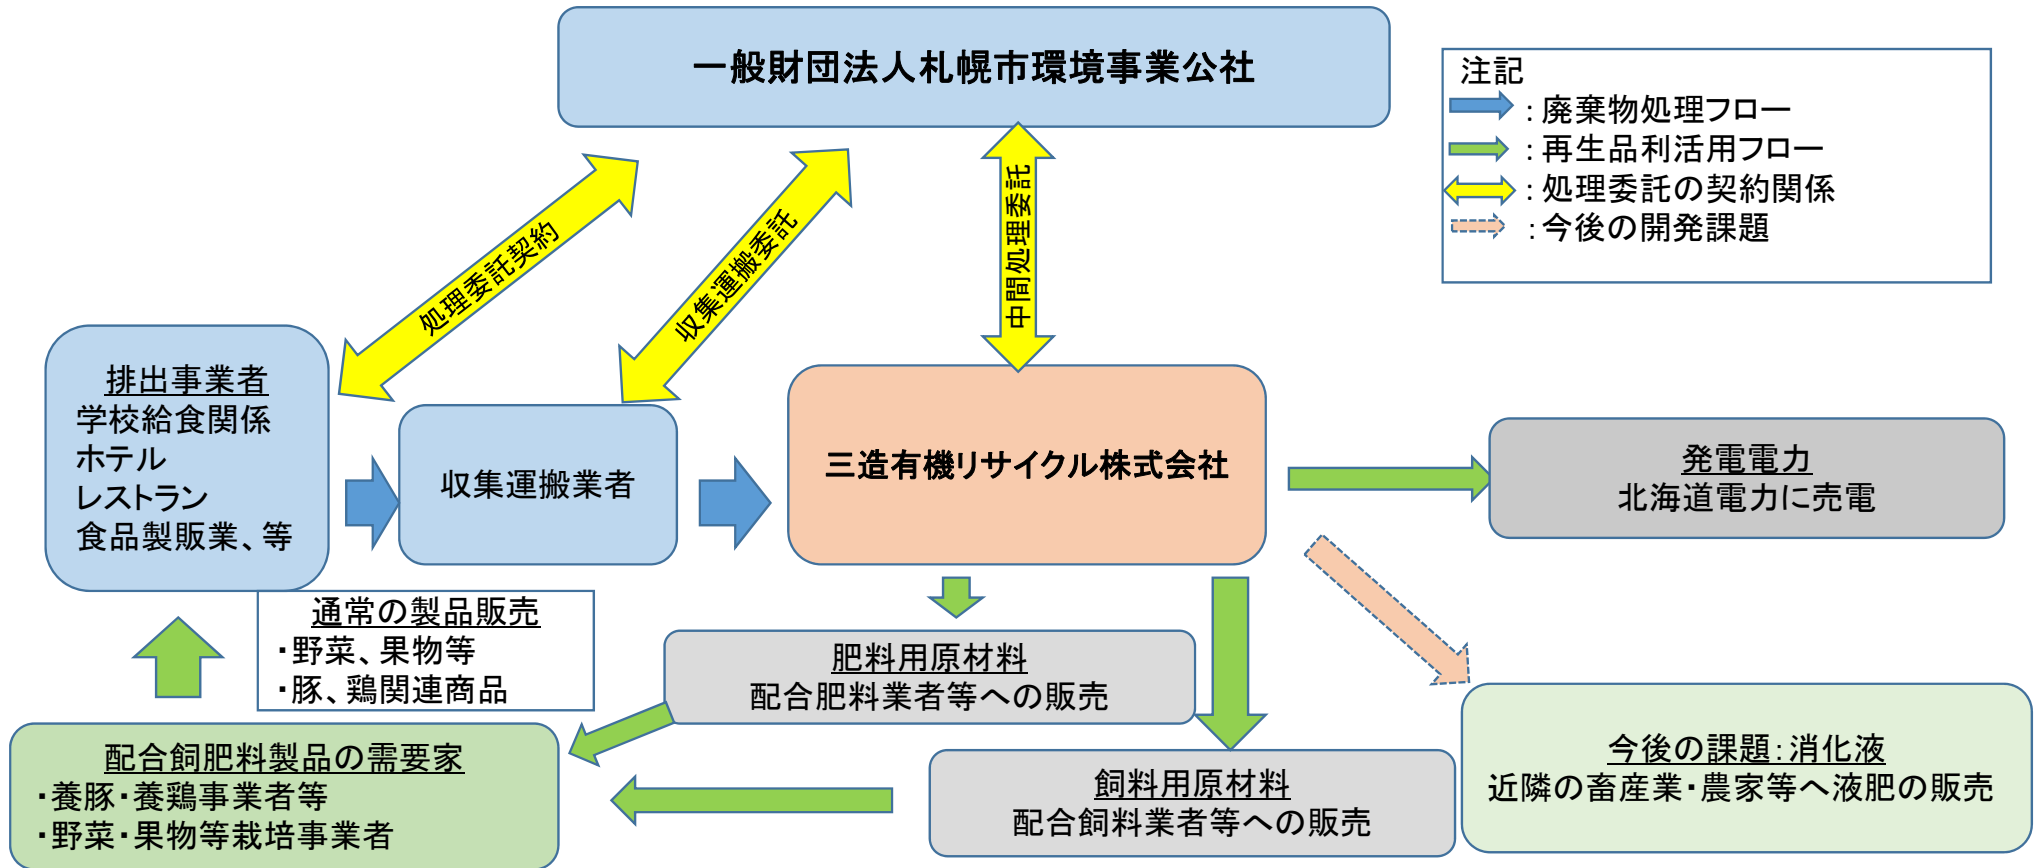 一般財団法人札幌市環境事業公社
注記
：廃棄物処理フロー
：再生品利活用フロー
：処理委託の契約関係
：今後の開発課題
処理委託契約
収集運搬委託
中間処理委託
排出事業者
学校給食関係
ホテル
レストラン
食品製販業、等
収集運搬業者
三造有機リサイクル株式会社
発電電力
北海道電力に売電
通常の製品販売
・野菜、果物等
・豚、鶏関連商品
肥料用原材料
配合肥料業者等への販売
配合飼肥料製品の需要家
・養豚・養鶏事業者等
・野菜・果物等栽培事業者
飼料用原材料
配合飼料業者等への販売
今後の課題：消化液
近隣の畜産業・農家等へ液肥の販売